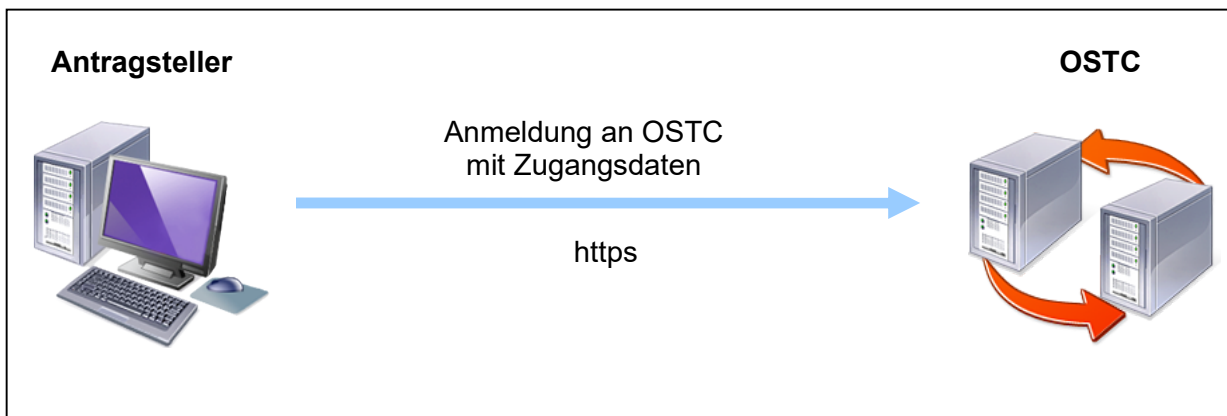 Antragsteller
OSTC
Anmeldung an OSTC
mit Zugangsdaten
https